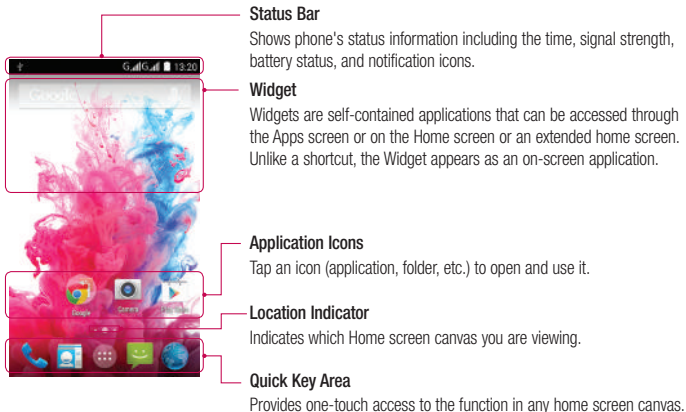 Status Bar
Shows phone's status information including the time, signal strength,
battery status, and notification icons.
G G 13:20
Google
Widget
Widgets are self-contained applications that can be accessed through
the Apps screen or on the Home screen or an extended home screen.
Unlike a shortcut, the Widget appears as an on-screen application.
Application Icons
Tap an icon (application, folder, etc.) to open and use it.
Google Camera
Location Indicator
Indicates which Home screen canvas you are viewing.
Quick Key Area
Provides one-touch access to the function in any home screen canvas.